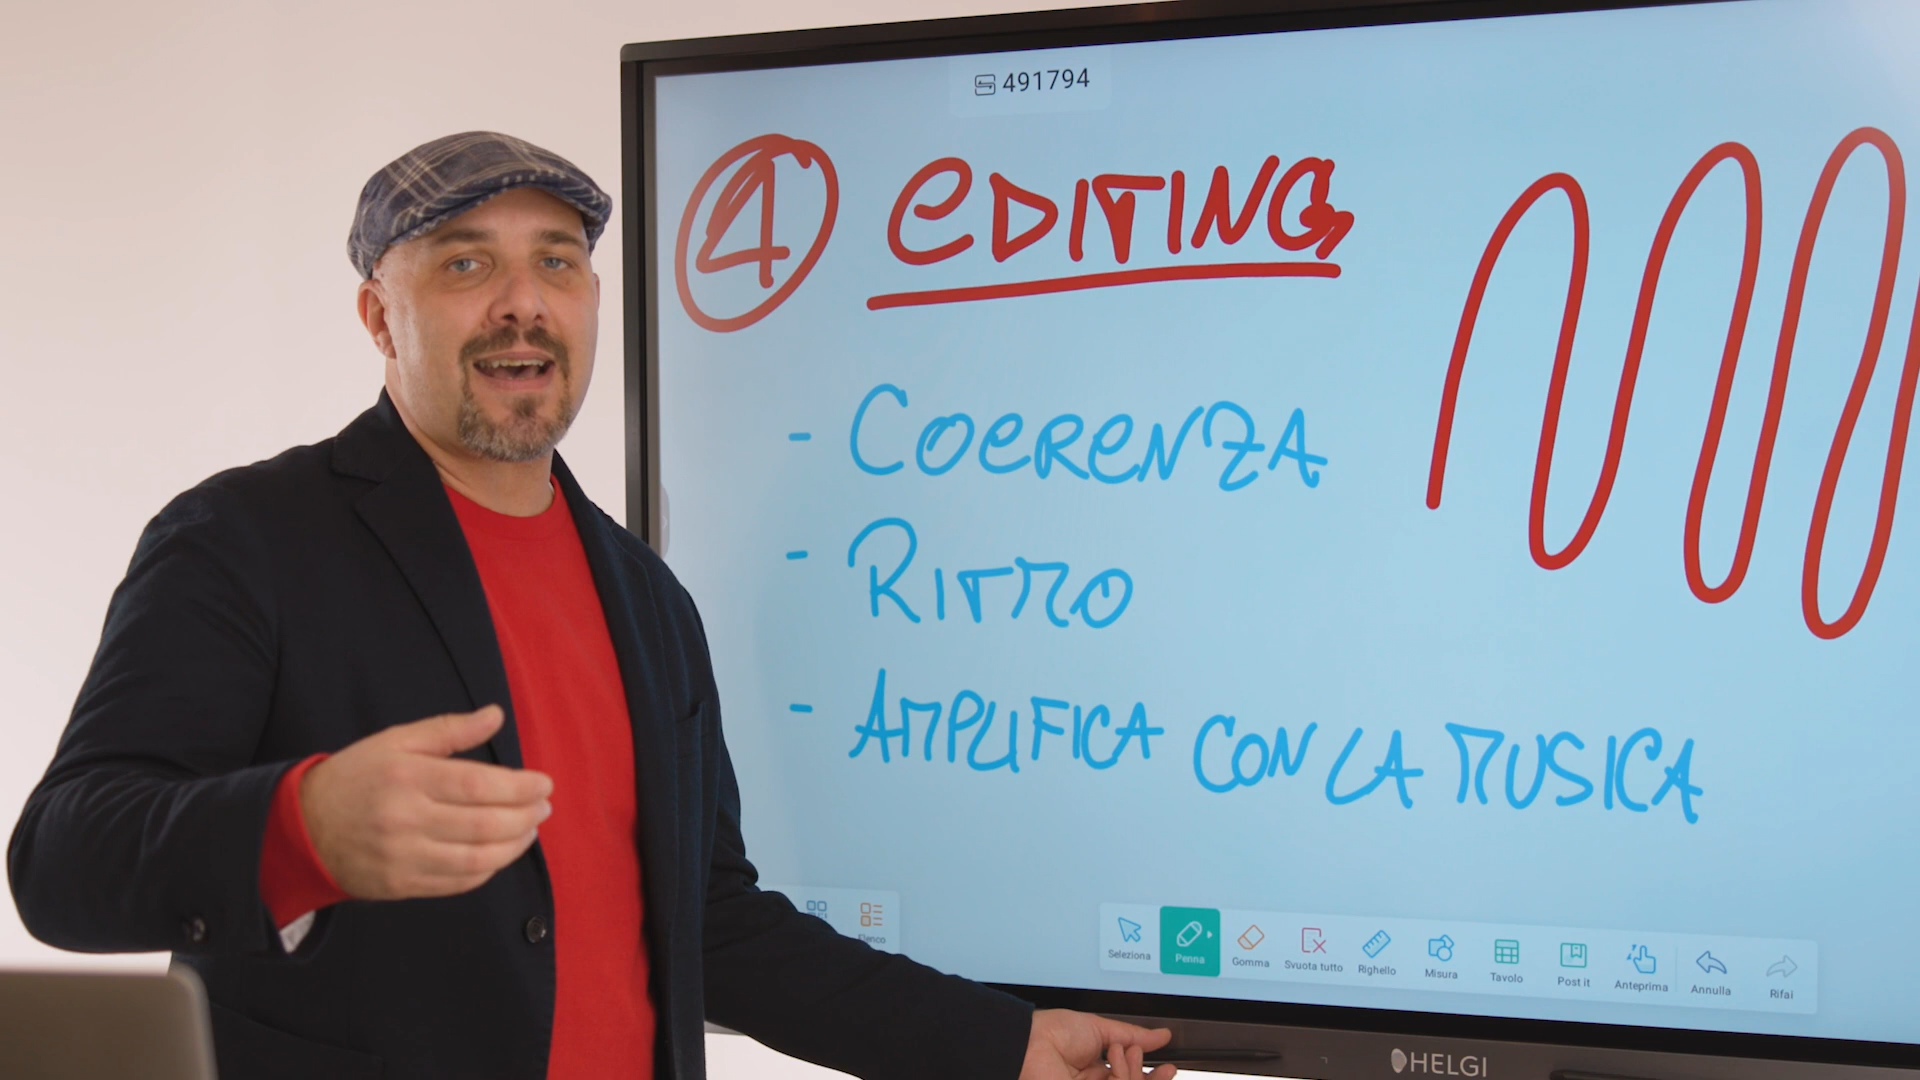 491794
4 EDITING
- COERENZA
- RITMO
- AMPLIFICA CON LA MUSICA
Elenco
Seleziona Penna Gomma Svuota tutto Righello Misura Tavolo Post it Anteprima Annulla Rifai
HELGI